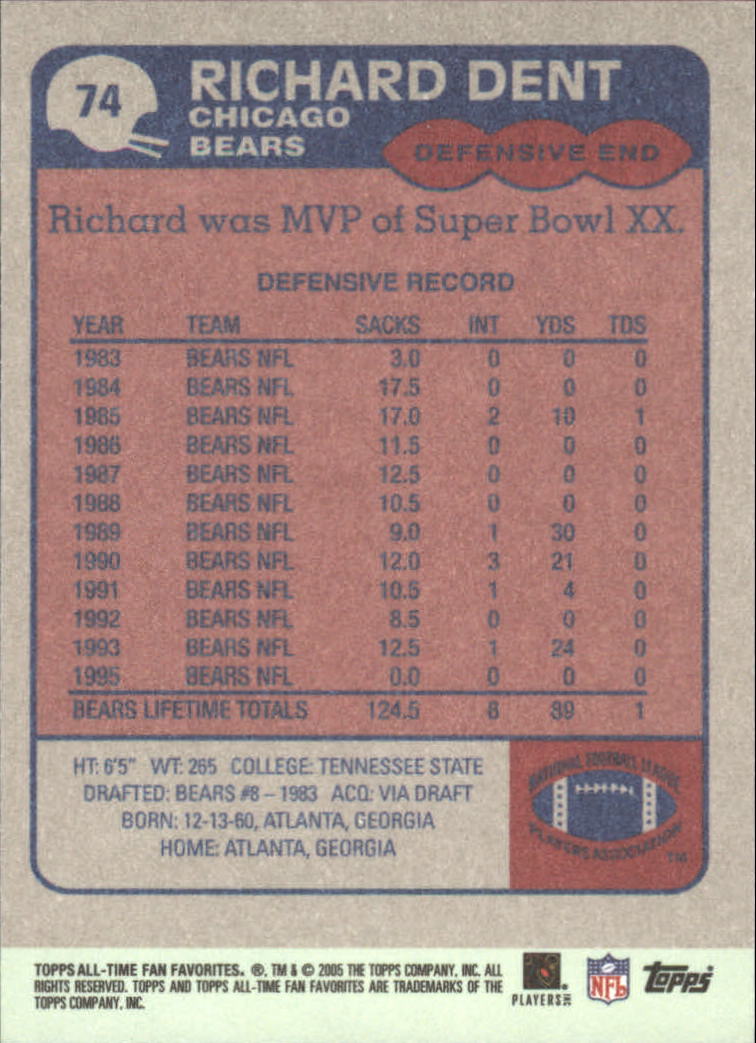 74
RICHARD DENT
CHICAGO
BEARS
DEFENSIVE END
Richard was MVP of Super Bowl XX.
DEFENSIVE RECORD
YEAR TEAM SACKS INT YDS TDS
1983 BEARS NFL 3.0 0 0 0
1984 BEARS NFL 17.5 0 0 0
1985 BEARS NFL 17.0 2 10 1
1986 BEARS NFL 11.5 0 0 0
1987 BEARS NFL 12.5 0 0 0
1988 BEARS NFL 10.5 0 0 0
1989 BEARS NFL 9.0 1 30 0
1990 BEARS NFL 12.0 3 21 0
1991 BEARS NFL 10.5 1 4 0
1992 BEARS NFL 8.5 0 0 0
1993 BEARS NFL 12.5 1 24 0
1995 BEARS NFL 0.0 0 0 0
BEARS LIFETIME TOTALS 124.5 8 89 1
HT: 6'5" WT: 265 COLLEGE: TENNESSEE STATE
DRAFTED: BEARS #8 – 1983 ACQ: VIA DRAFT
BORN: 12-13-60, ATLANTA, GEORGIA
HOME: ATLANTA, GEORGIA
NATIONAL FOOTBALL LEAGUE
PLAYERS ASSOCIATION
TM
TOPPS ALL-TIME FAN FAVORITES. ®, TM & © 2005 THE TOPPS COMPANY, INC. ALL
RIGHTS RESERVED. TOPPS AND TOPPS ALL-TIME FAN FAVORITES ARE TRADEMARKS OF THE
TOPPS COMPANY, INC.
PLAYERS INC
NFL
topps